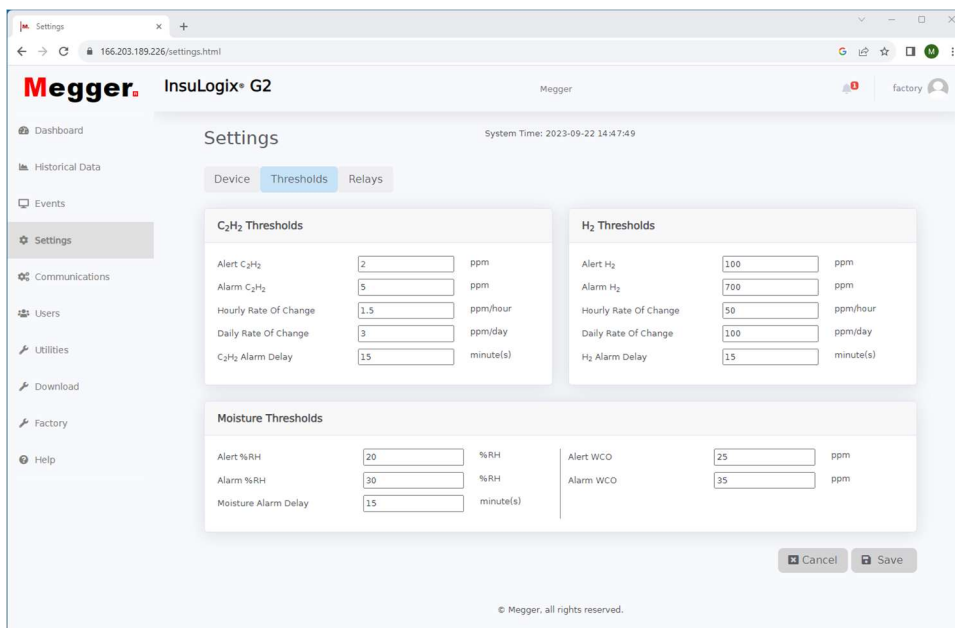 Settings
166.203.189.226/settings.html
G
M
Megger.
InsuLogix® G2
Megger
1
factory
Dashboard
Historical Data
Events
Settings
Communications
Users
Utilities
Download
Factory
Help
Settings
System Time: 2023-09-22 14:47:49
Device Thresholds Relays
C₂H₂ Thresholds
Alert C₂H₂ 2 ppm
Alarm C₂H₂ 5 ppm
Hourly Rate Of Change 1.5 ppm/hour
Daily Rate Of Change 3 ppm/day
C₂H₂ Alarm Delay 15 minute(s)
H₂ Thresholds
Alert H₂ 100 ppm
Alarm H₂ 700 ppm
Hourly Rate Of Change 50 ppm/hour
Daily Rate Of Change 100 ppm/day
H₂ Alarm Delay 15 minute(s)
Moisture Thresholds
Alert %RH 20 %RH
Alarm %RH 30 %RH
Moisture Alarm Delay 15 minute(s)
Alert WCO 25 ppm
Alarm WCO 35 ppm
Cancel Save
© Megger, all rights reserved.